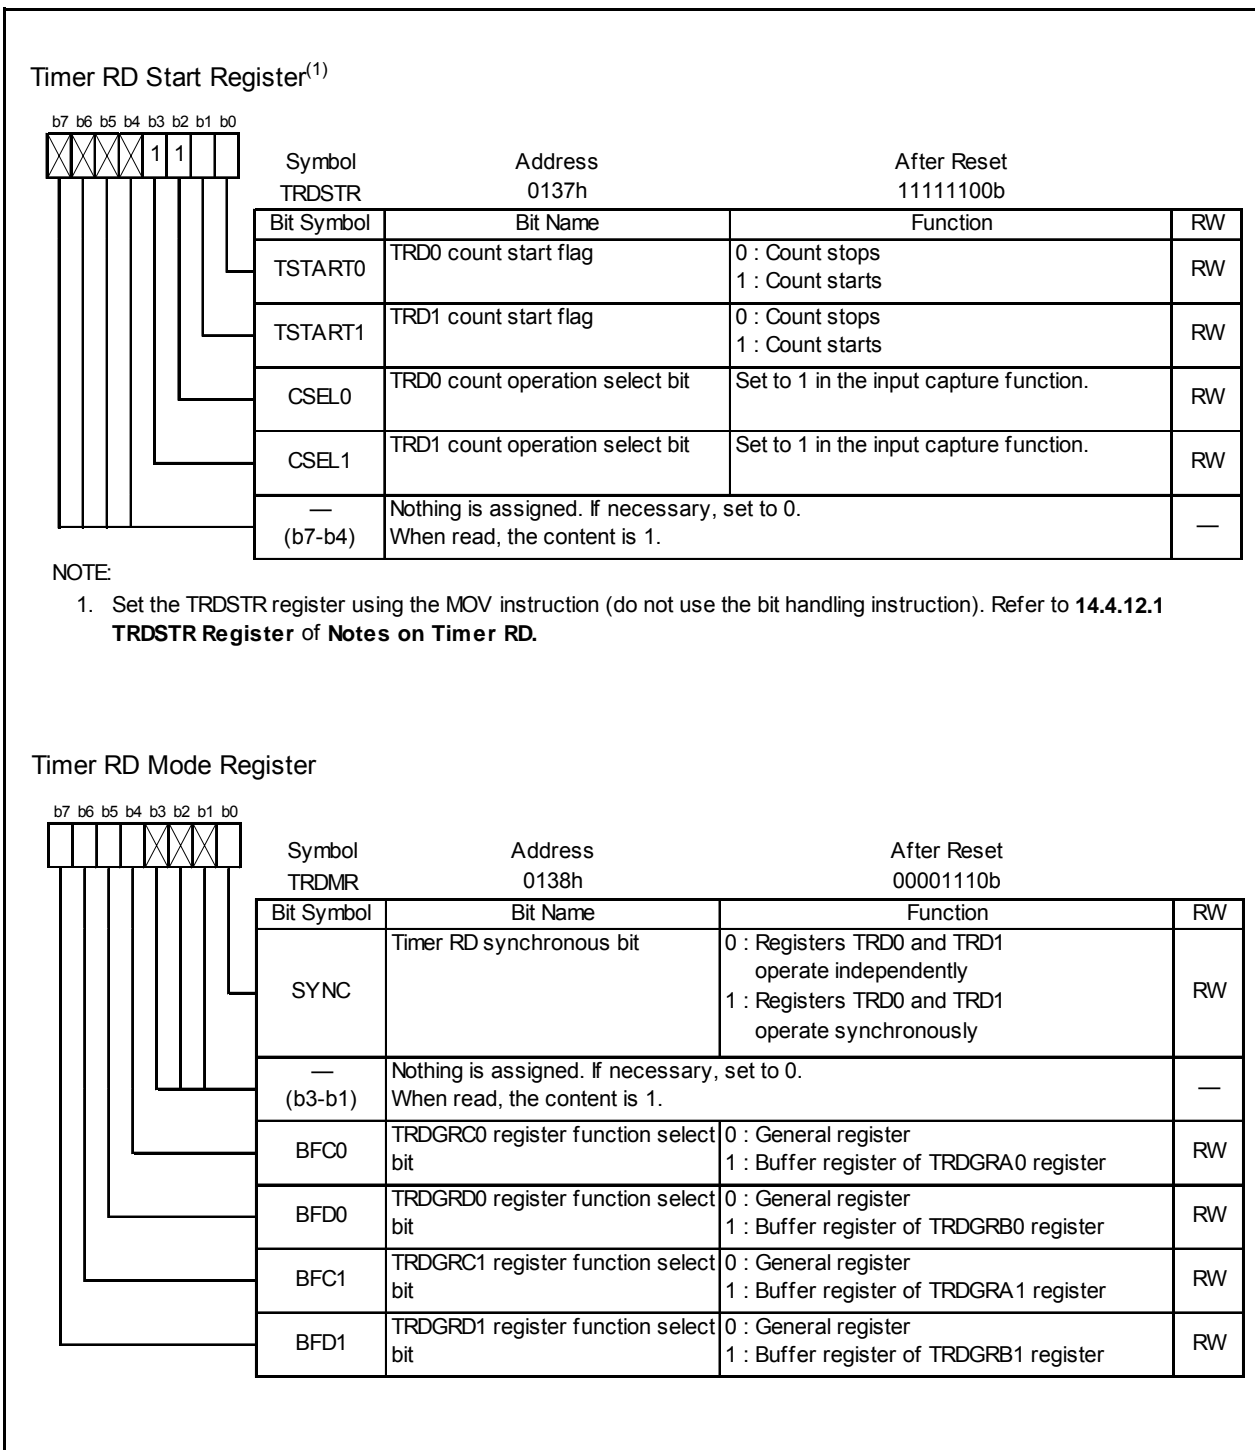 Timer RD Start Register(1)
b7 b6 b5 b4 b3 b2 b1 b0
1 1
Symbol Address After Reset
TRDSTR 0137h 11111100b
Bit Symbol Bit Name Function RW
TSTART0 TRD0 count start flag 0 : Count stops
1 : Count starts RW
TSTART1 TRD1 count start flag 0 : Count stops
1 : Count starts RW
CSEL0 TRD0 count operation select bit Set to 1 in the input capture function. RW
CSEL1 TRD1 count operation select bit Set to 1 in the input capture function. RW
— Nothing is assigned. If necessary, set to 0. —
(b7-b4) When read, the content is 1.
NOTE:
1. Set the TRDSTR register using the MOV instruction (do not use the bit handling instruction). Refer to 14.4.12.1
TRDSTR Register of Notes on Timer RD.
Timer RD Mode Register
b7 b6 b5 b4 b3 b2 b1 b0
Symbol Address After Reset
TRDMR 0138h 00001110b
Bit Symbol Bit Name Function RW
SYNC Timer RD synchronous bit 0 : Registers TRD0 and TRD1
operate independently
1 : Registers TRD0 and TRD1
operate synchronously RW
— Nothing is assigned. If necessary, set to 0. —
(b3-b1) When read, the content is 1.
BFC0 TRDGRC0 register function select 0 : General register RW
bit 1 : Buffer register of TRDGRA0 register
BFD0 TRDGRD0 register function select 0 : General register RW
bit 1 : Buffer register of TRDGRB0 register
BFC1 TRDGRC1 register function select 0 : General register RW
bit 1 : Buffer register of TRDGRA1 register
BFD1 TRDGRD1 register function select 0 : General register RW
bit 1 : Buffer register of TRDGRB1 register